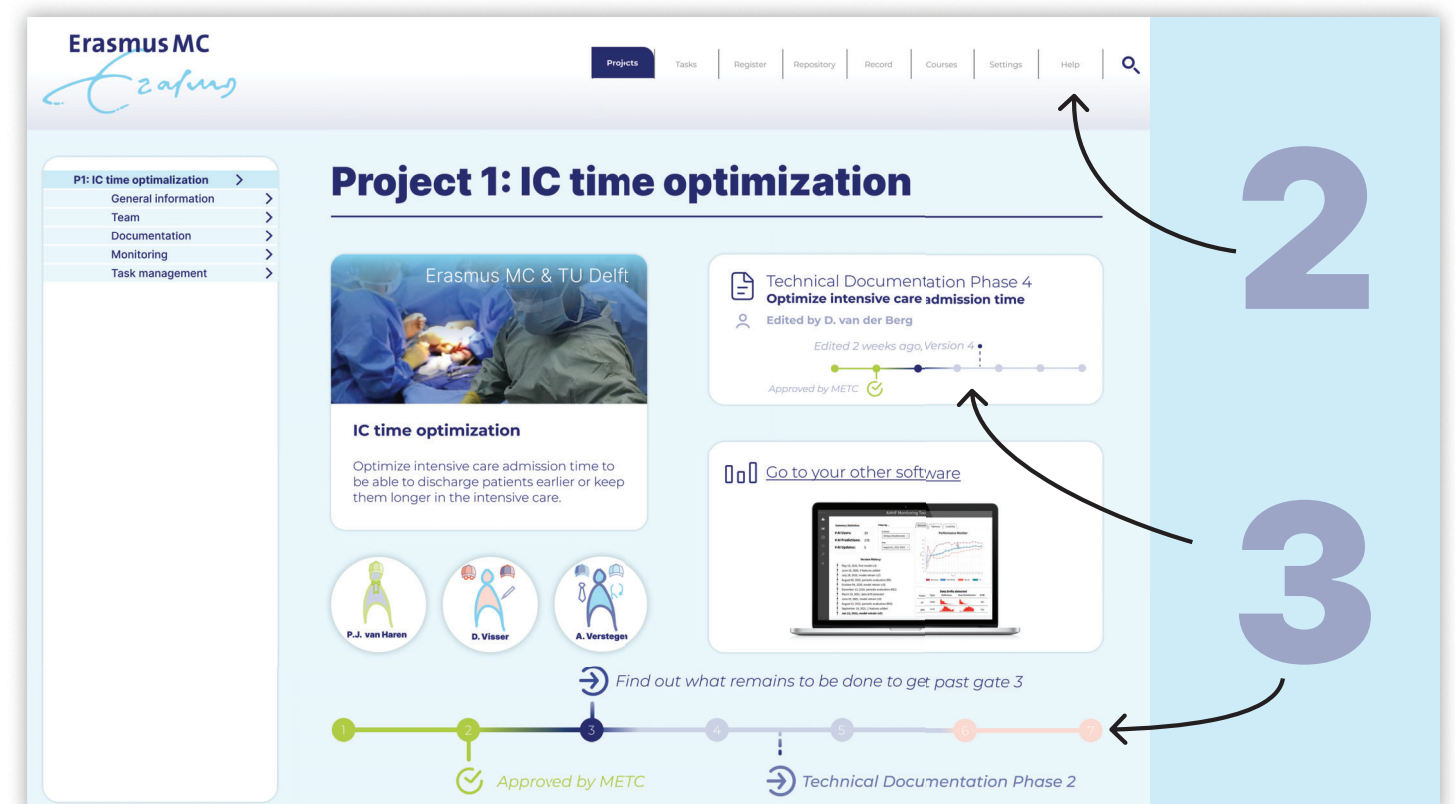 Erasmus MC
Erasmus
Projects
Tasks
Register
Repository
Record
Courses
Settings
Help
2
P1: IC time optimalization
General information
Team
Documentation
Monitoring
Task management
Project 1: IC time optimization
Erasmus MC & TU Delft
IC time optimization
Optimize intensive care admission time to
be able to discharge patients earlier or keep
them longer in the intensive care.
Technical Documentation Phase 4
Optimize intensive care admission time
Edited by D. van der Berg
Edited 2 weeks ago, Version 4
Approved by METC
Go to your other software
Performance Monitor
Version History
3
P.J. van Haren
D. Visser
A. Verstegen
Find out what remains to be done to get past gate 3
1
2
3
4
5
6
7
Approved by METC
Technical Documentation Phase 2